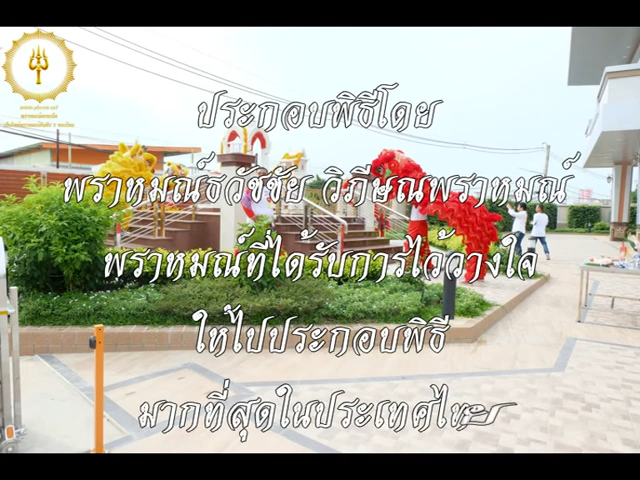 ประกอบพิธีโดย
พราหมณ์ธวัชชัย วิภีษณพราหมณ์
พราหมณ์ที่ได้รับการไว้วางใจ
ให้ไปประกอบพิธี
มากที่สุดในประเทศไทย